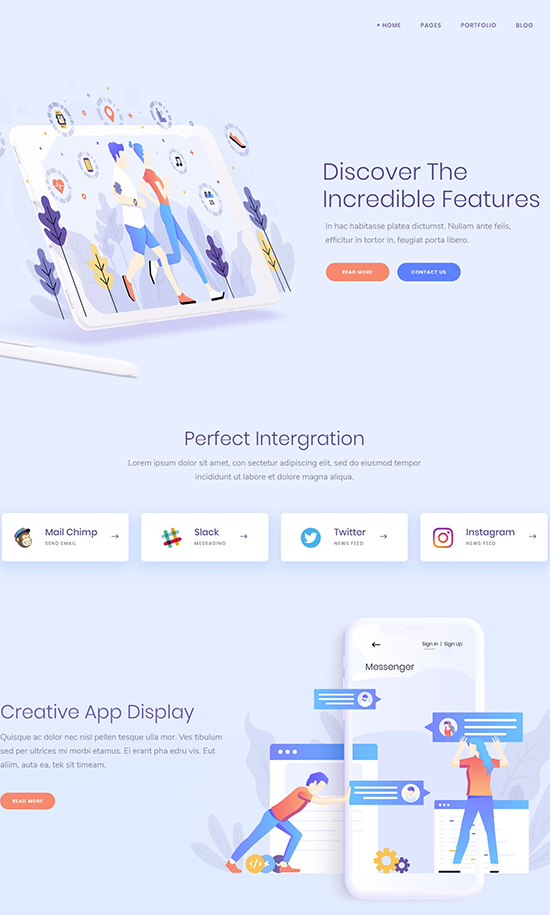 HOME PAGES PORTFOLIO BLOG
Discover The
Incredible Features
In hac habitasse platea dictumst. Nullam ante felis,
efficitur in tortor in, feugiat porta libero.
READ MORE CONTACT US
Perfect Intergration
Lorem ipsum dolor sit amet, con sectetur adipiscing elit, sed do eiusmod tempor
incididunt ut labore et dolore magna aliqua.
Mail Chimp
SEND EMAIL
Slack
MESSAGING
Twitter
NEWS FEED
Instagram
NEWS FEED
Sign In | Sign Up
Messenger
Creative App Display
Quisque ac dolor nec nisl pellen tesque ulla mor. Ves tibulum
sed per ultrices mi morbi etamus. Ei erant pha edru vis. Eut
aliim, auta ea, tek sit timeam.
READ MORE